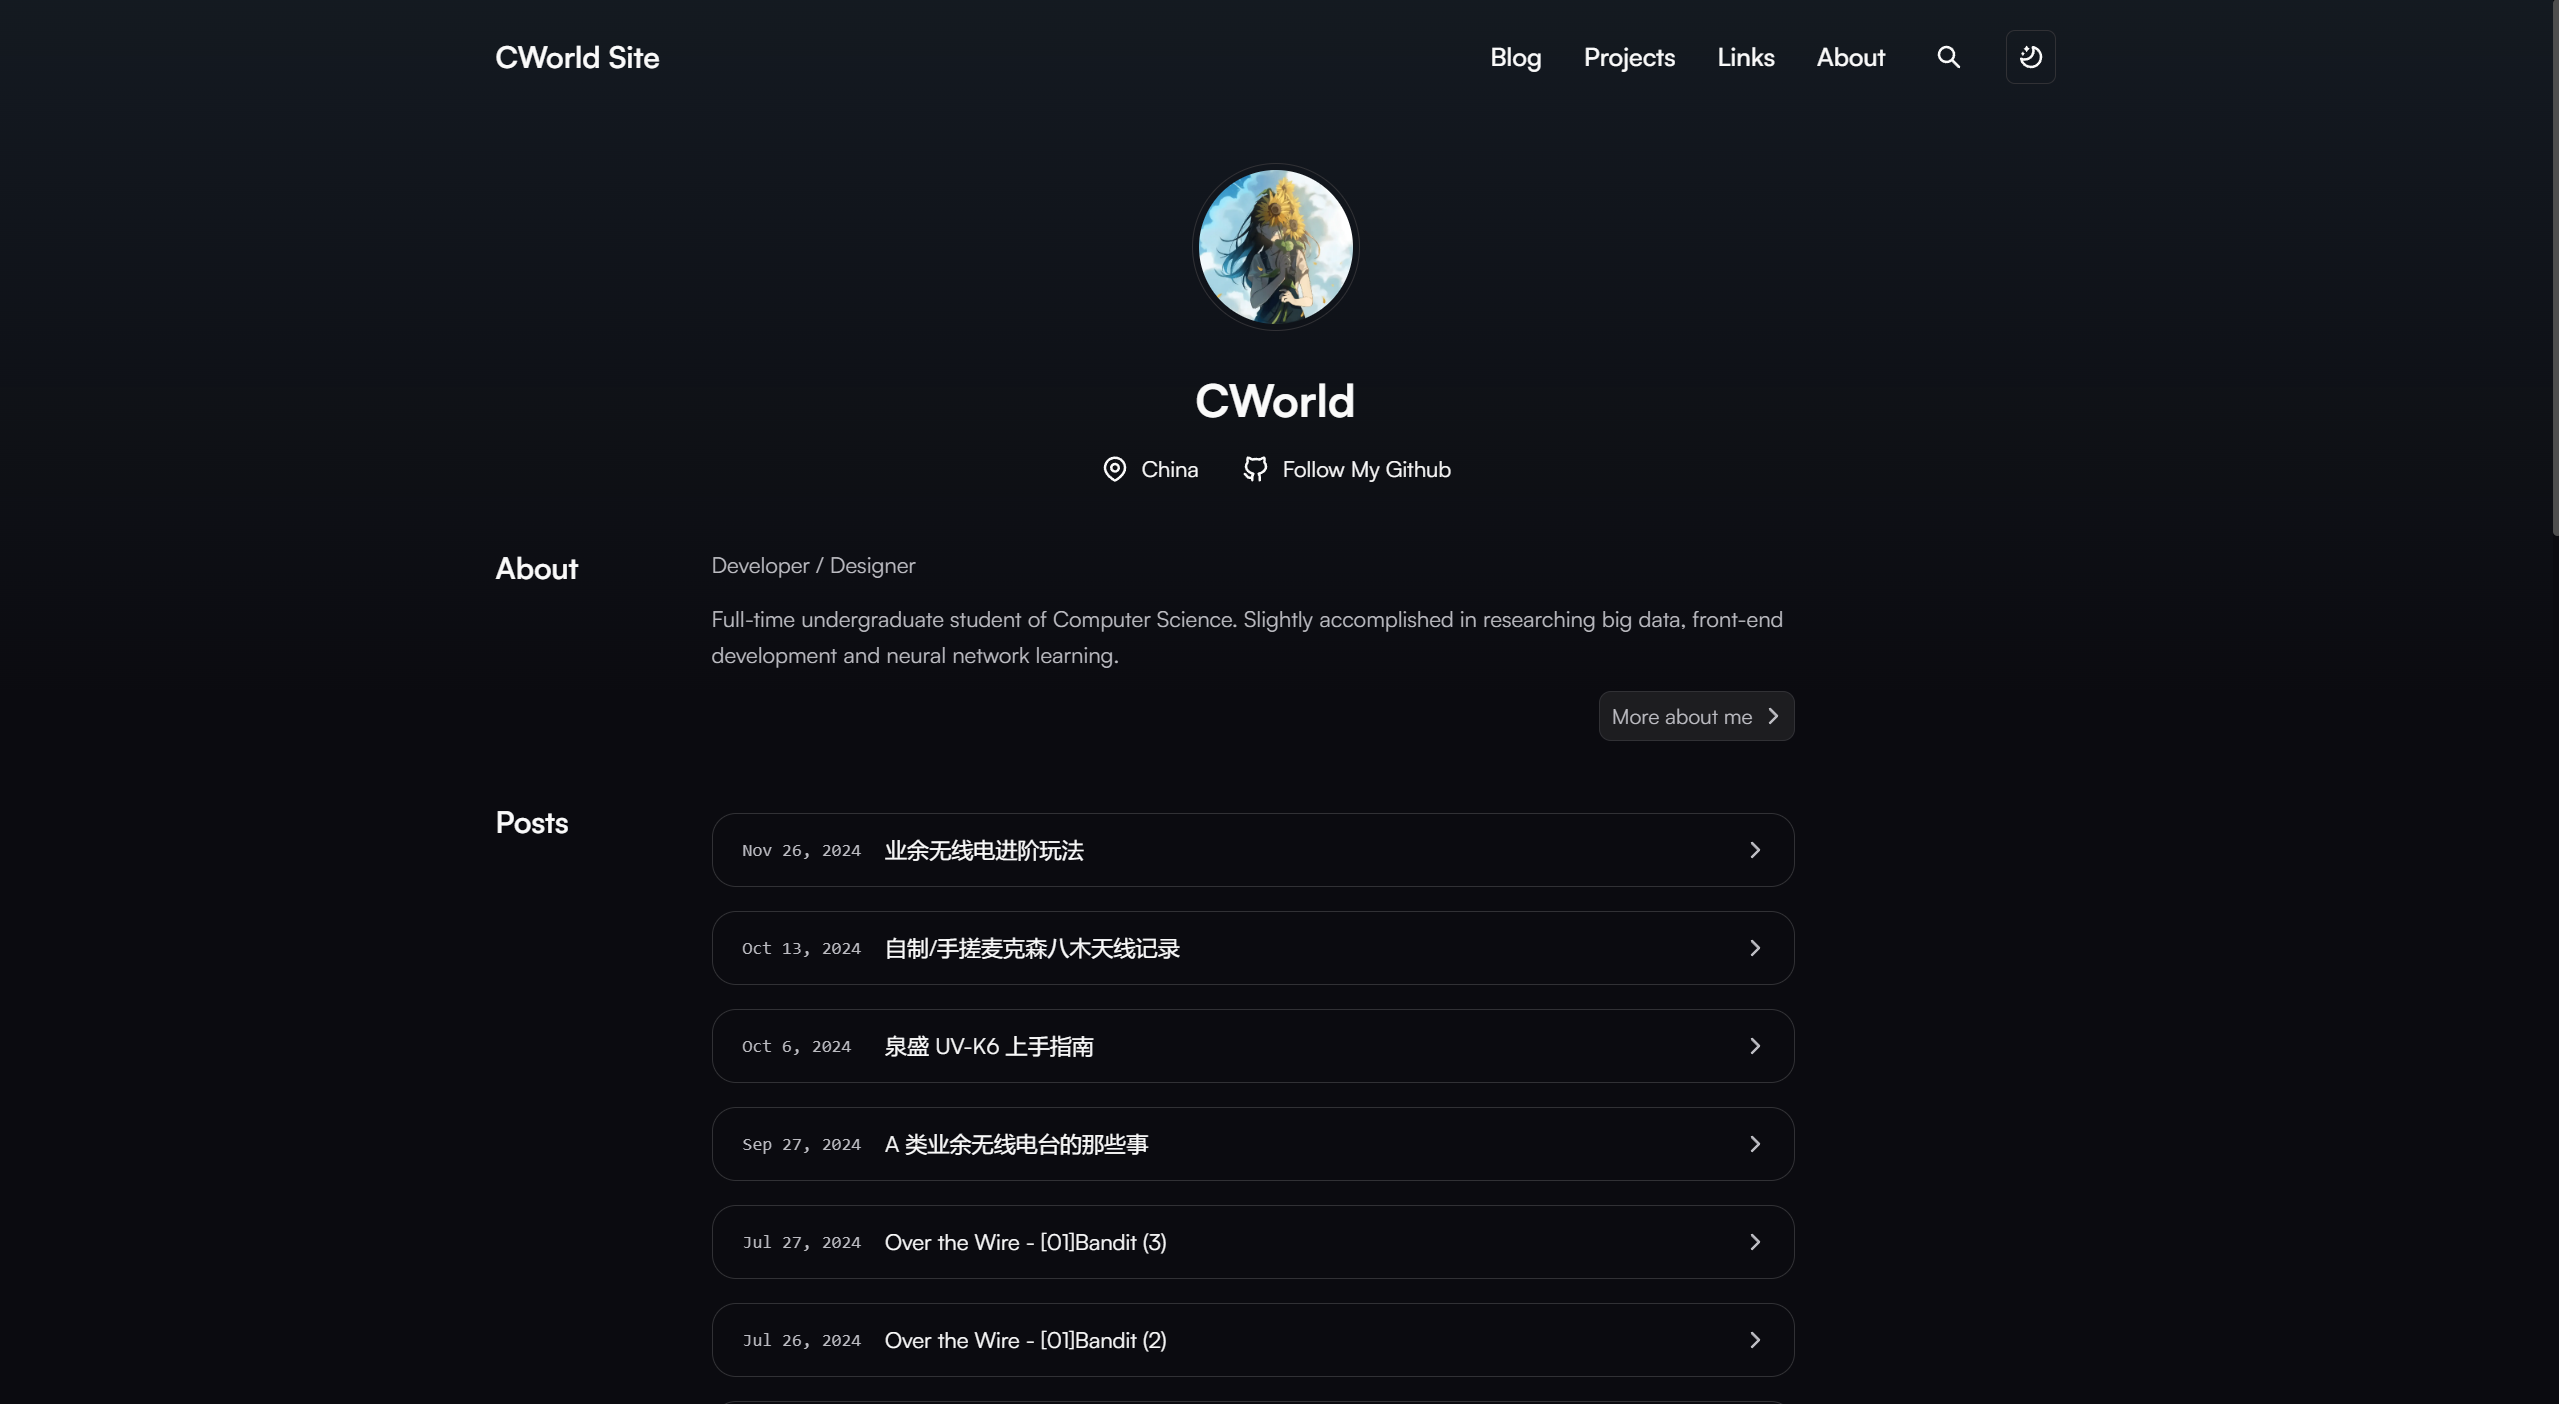 CWorld Site
Blog
Projects
Links
About
CWorld
China
Follow My Github
About
Developer / Designer
Full-time undergraduate student of Computer Science. Slightly accomplished in researching big data, front-end
development and neural network learning.
More about me
Posts
Nov 26, 2024 业余无线电进阶玩法
Oct 13, 2024 自制/手搓麦克森八木天线记录
Oct 6, 2024 泉盛 UV-K6 上手指南
Sep 27, 2024 A 类业余无线电台的那些事
Jul 27, 2024 Over the Wire - [01]Bandit (3)
Jul 26, 2024 Over the Wire - [01]Bandit (2)